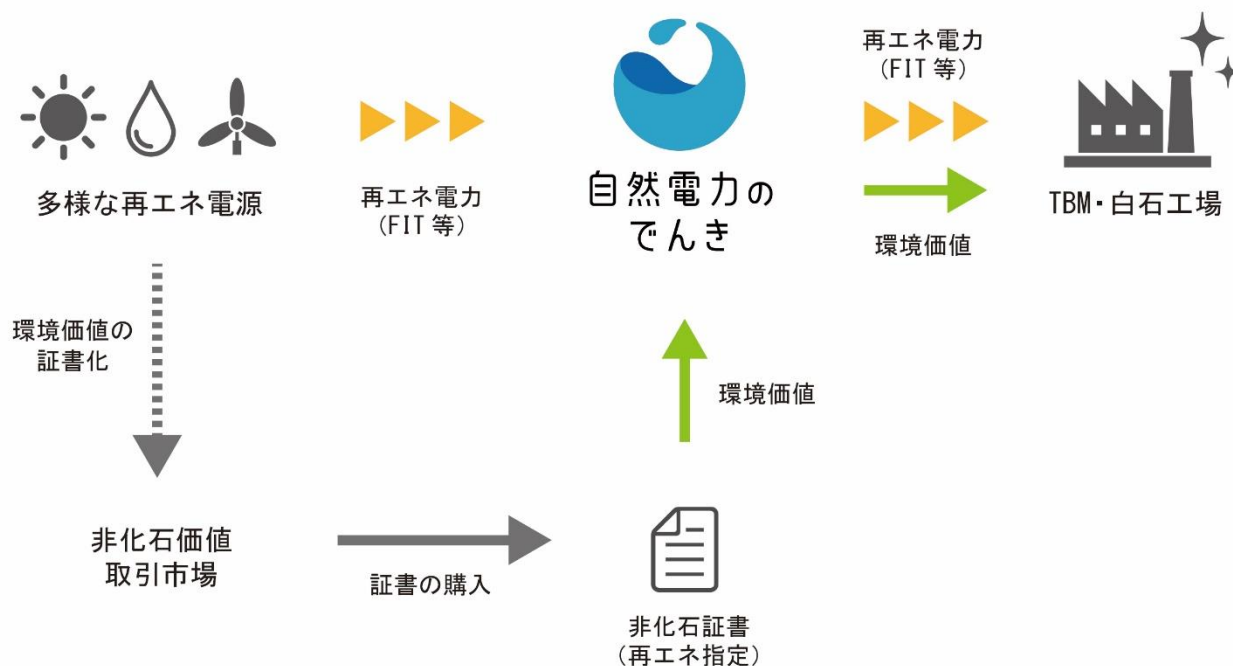 再エネ電力
(FIT 等)
多様な再エネ電源
再エネ電力
(FIT 等)
自然電力の
でんき
環境価値
TBM・白石工場
環境価値の
証書化
環境価値
非化石価値
取引市場
証書の購入
非化石証書
(再エネ指定)